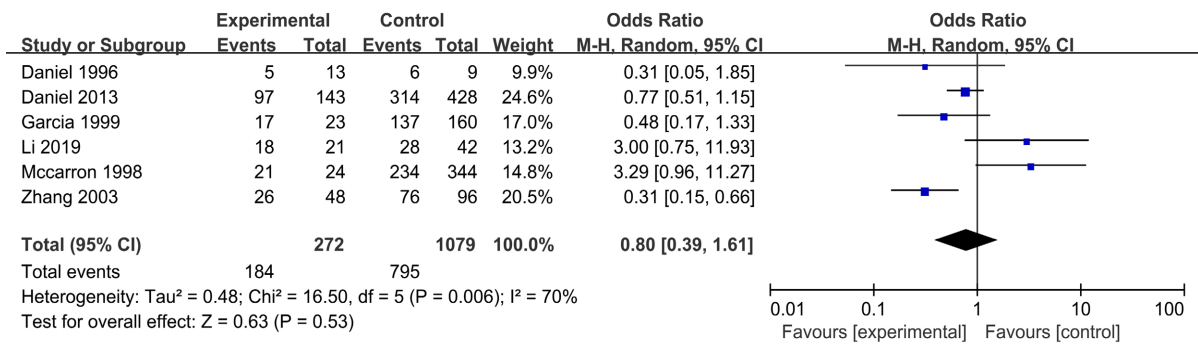 Experimental Control Odds Ratio Odds Ratio
Study or Subgroup Events Total Events Total Weight M-H, Random, 95% CI M-H, Random, 95% CI
Daniel 1996 5 13 6 9 9.9% 0.31 [0.05, 1.85]
Daniel 2013 97 143 314 428 24.6% 0.77 [0.51, 1.15]
Garcia 1999 17 23 137 160 17.0% 0.48 [0.17, 1.33]
Li 2019 18 21 28 42 13.2% 3.00 [0.75, 11.93]
Mccarron 1998 21 24 234 344 14.8% 3.29 [0.96, 11.27]
Zhang 2003 26 48 76 96 20.5% 0.31 [0.15, 0.66]
Total (95% CI) 272 1079 100.0% 0.80 [0.39, 1.61]
Total events 184 795
Heterogeneity: Tau² = 0.48; Chi² = 16.50, df = 5 (P = 0.006); I² = 70%
Test for overall effect: Z = 0.63 (P = 0.53)
0.01 0.1 1 10 100
Favours [experimental] Favours [control]